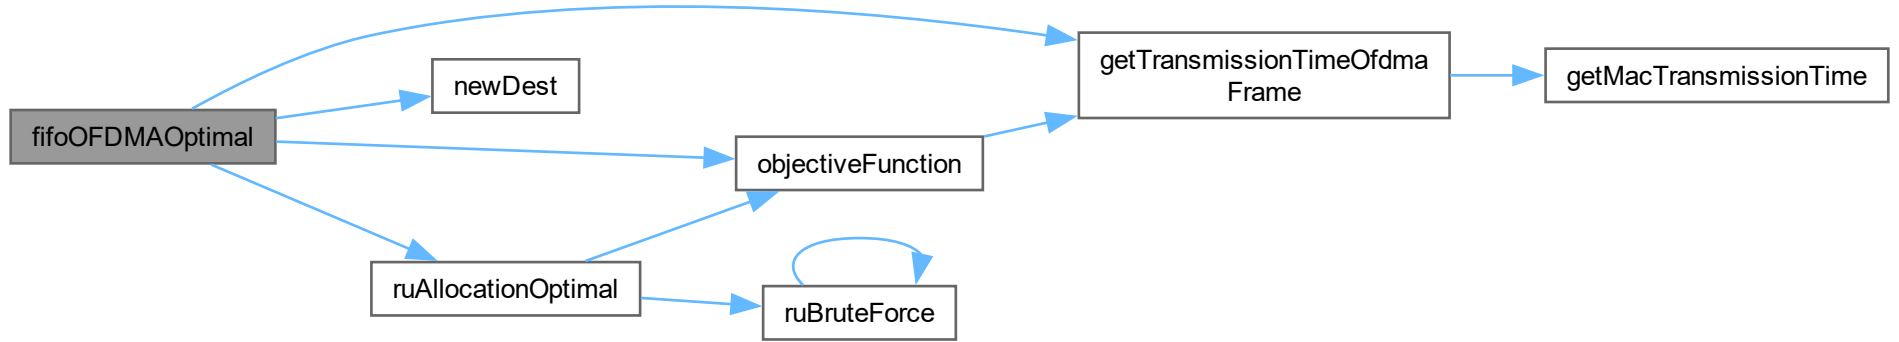 fifoOFDMAOptimal
newDest
getTransmissionTimeOfdma
Frame
getMacTransmissionTime
objectiveFunction
ruAllocationOptimal
ruBruteForce